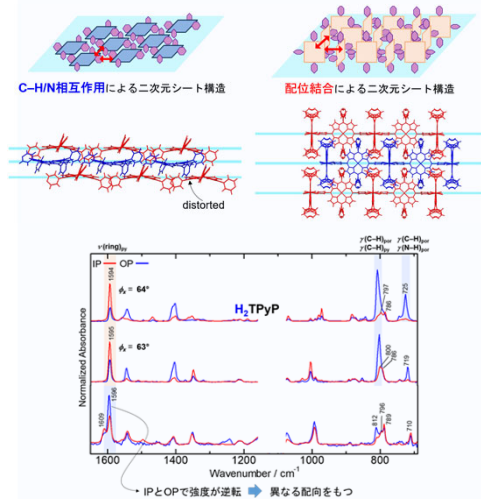 C–H/N相互作用による二次元シート構造
配位結合による二次元シート構造
distorted
ν(ring)py
γ(C–H)por
γ(C–H)py
γ(C–H)por
γ(N–H)por
IP OP
1594
ϕx = 64°
H2TPyP
797
786
725
1595
ϕx = 63°
800
786
719
1609
1596
812
796
789
710
Normalized Absorbance
1600 1400 1200 1000 800
Wavenumber / cm-1
IPとOPで強度が逆転 異なる配向をもつ